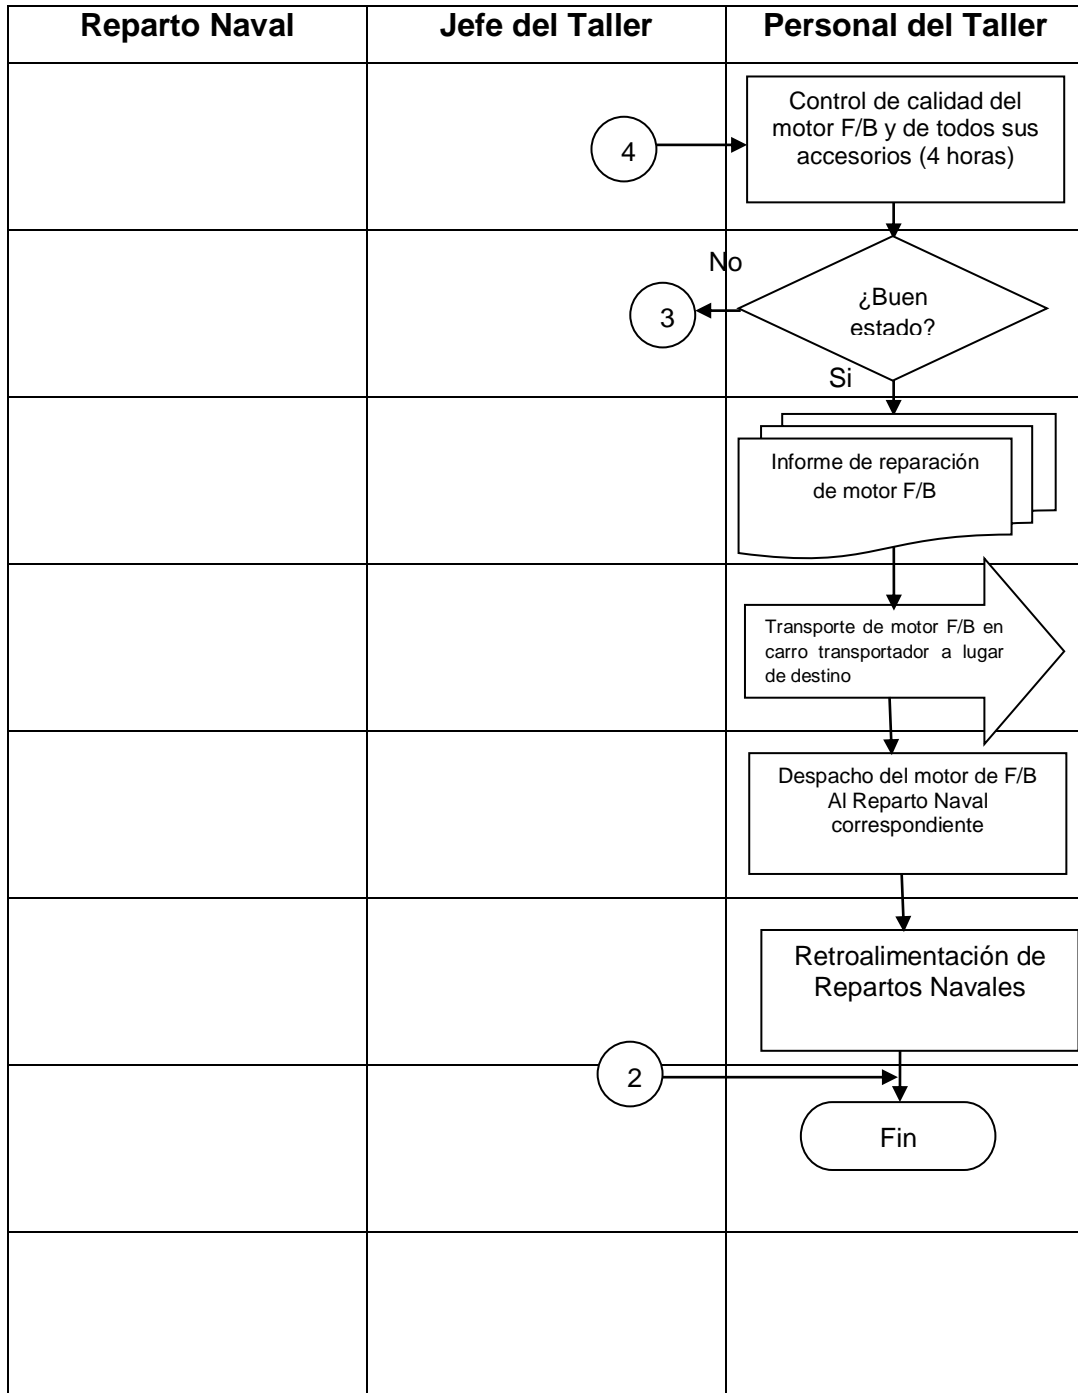 Reparto Naval
Jefe del Taller
Personal del Taller
Control de calidad del
motor F/B y de todos sus
accesorios (4 horas)
4
No
¿Buen
estado?
3
Si
Informe de reparación
de motor F/B
Transporte de motor F/B en
carro transportador a lugar
de destino
Despacho del motor de F/B
Al Reparto Naval
correspondiente
Retroalimentación de
Repartos Navales
2
Fin